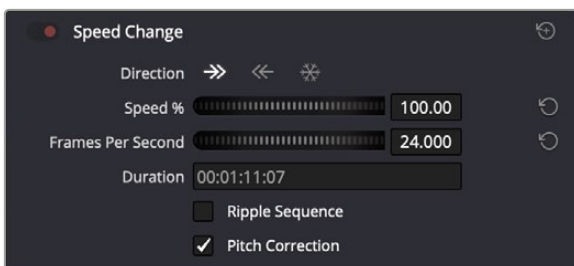 Speed Change
Direction
Speed % 100.00
Frames Per Second 24.000
Duration 00:01:11:07
Ripple Sequence
Pitch Correction